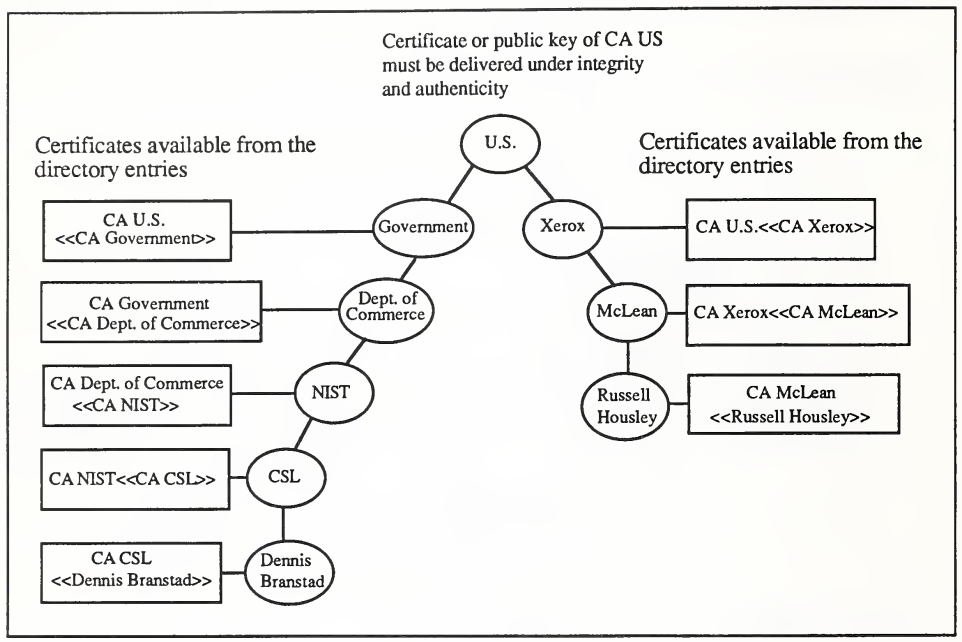 Certificate or public key of CA US
must be delivered under integrity
and authenticity
Certificates available from the
directory entries
Certificates available from the
directory entries
U.S.
CA U.S.
<<CA Government>>
Government
Xerox
CA U.S.<<CA Xerox>>
CA Government
<<CA Dept. of Commerce>>
Dept. of
Commerce
McLean
CA Xerox<<CA McLean>>
CA Dept. of Commerce
<<CA NIST>>
NIST
Russell
Housley
CA McLean
<<Russell Housley>>
CA NIST<<CA CSL>>
CSL
CA CSL
<<Dennis Branstad>>
Dennis
Branstad